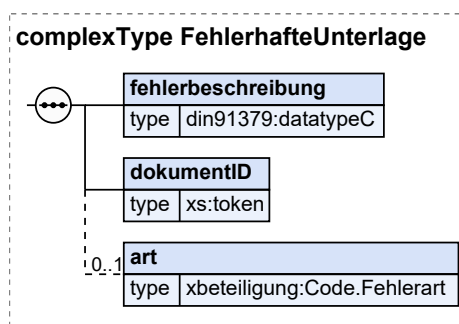 complexType FehlerhafteUnterlage
fehlerbeschreibung
type din91379:datatypeC
dokumentID
type xs:token
0..1
art
type xbeteiligung:Code.Fehlerart